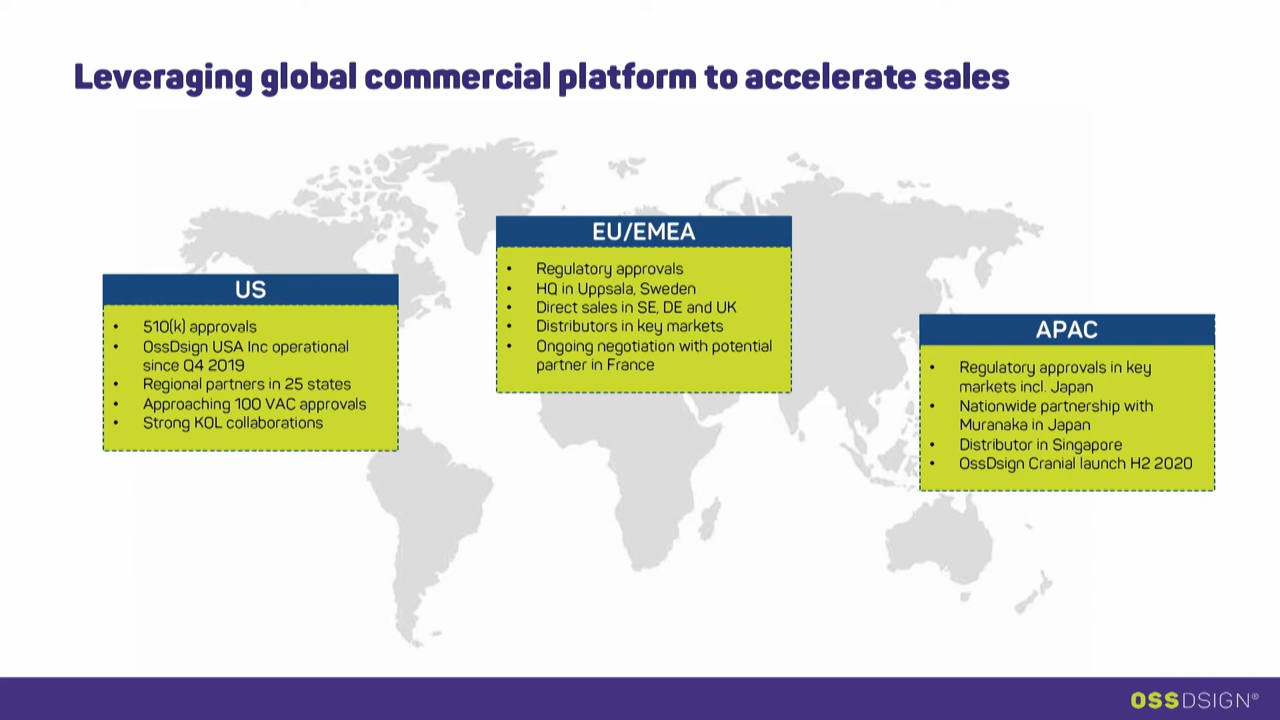 Leveraging global commercial platform to accelerate sales
US
• 510(k) approvals
• OssDsign USA Inc operational
since Q4 2019
• Regional partners in 25 states
• Approaching 100 VAC approvals
• Strong KOL collaborations
EU/EMEA
• Regulatory approvals
• HQ in Uppsala, Sweden
• Direct sales in SE, DE and UK
• Distributors in key markets
• Ongoing negotiation with potential
partner in France
APAC
• Regulatory approvals in key
markets incl. Japan
• Nationwide partnership with
Muranaka in Japan
• Distributor in Singapore
• OssDsign Cranial launch H2 2020
OSSDSIGN®